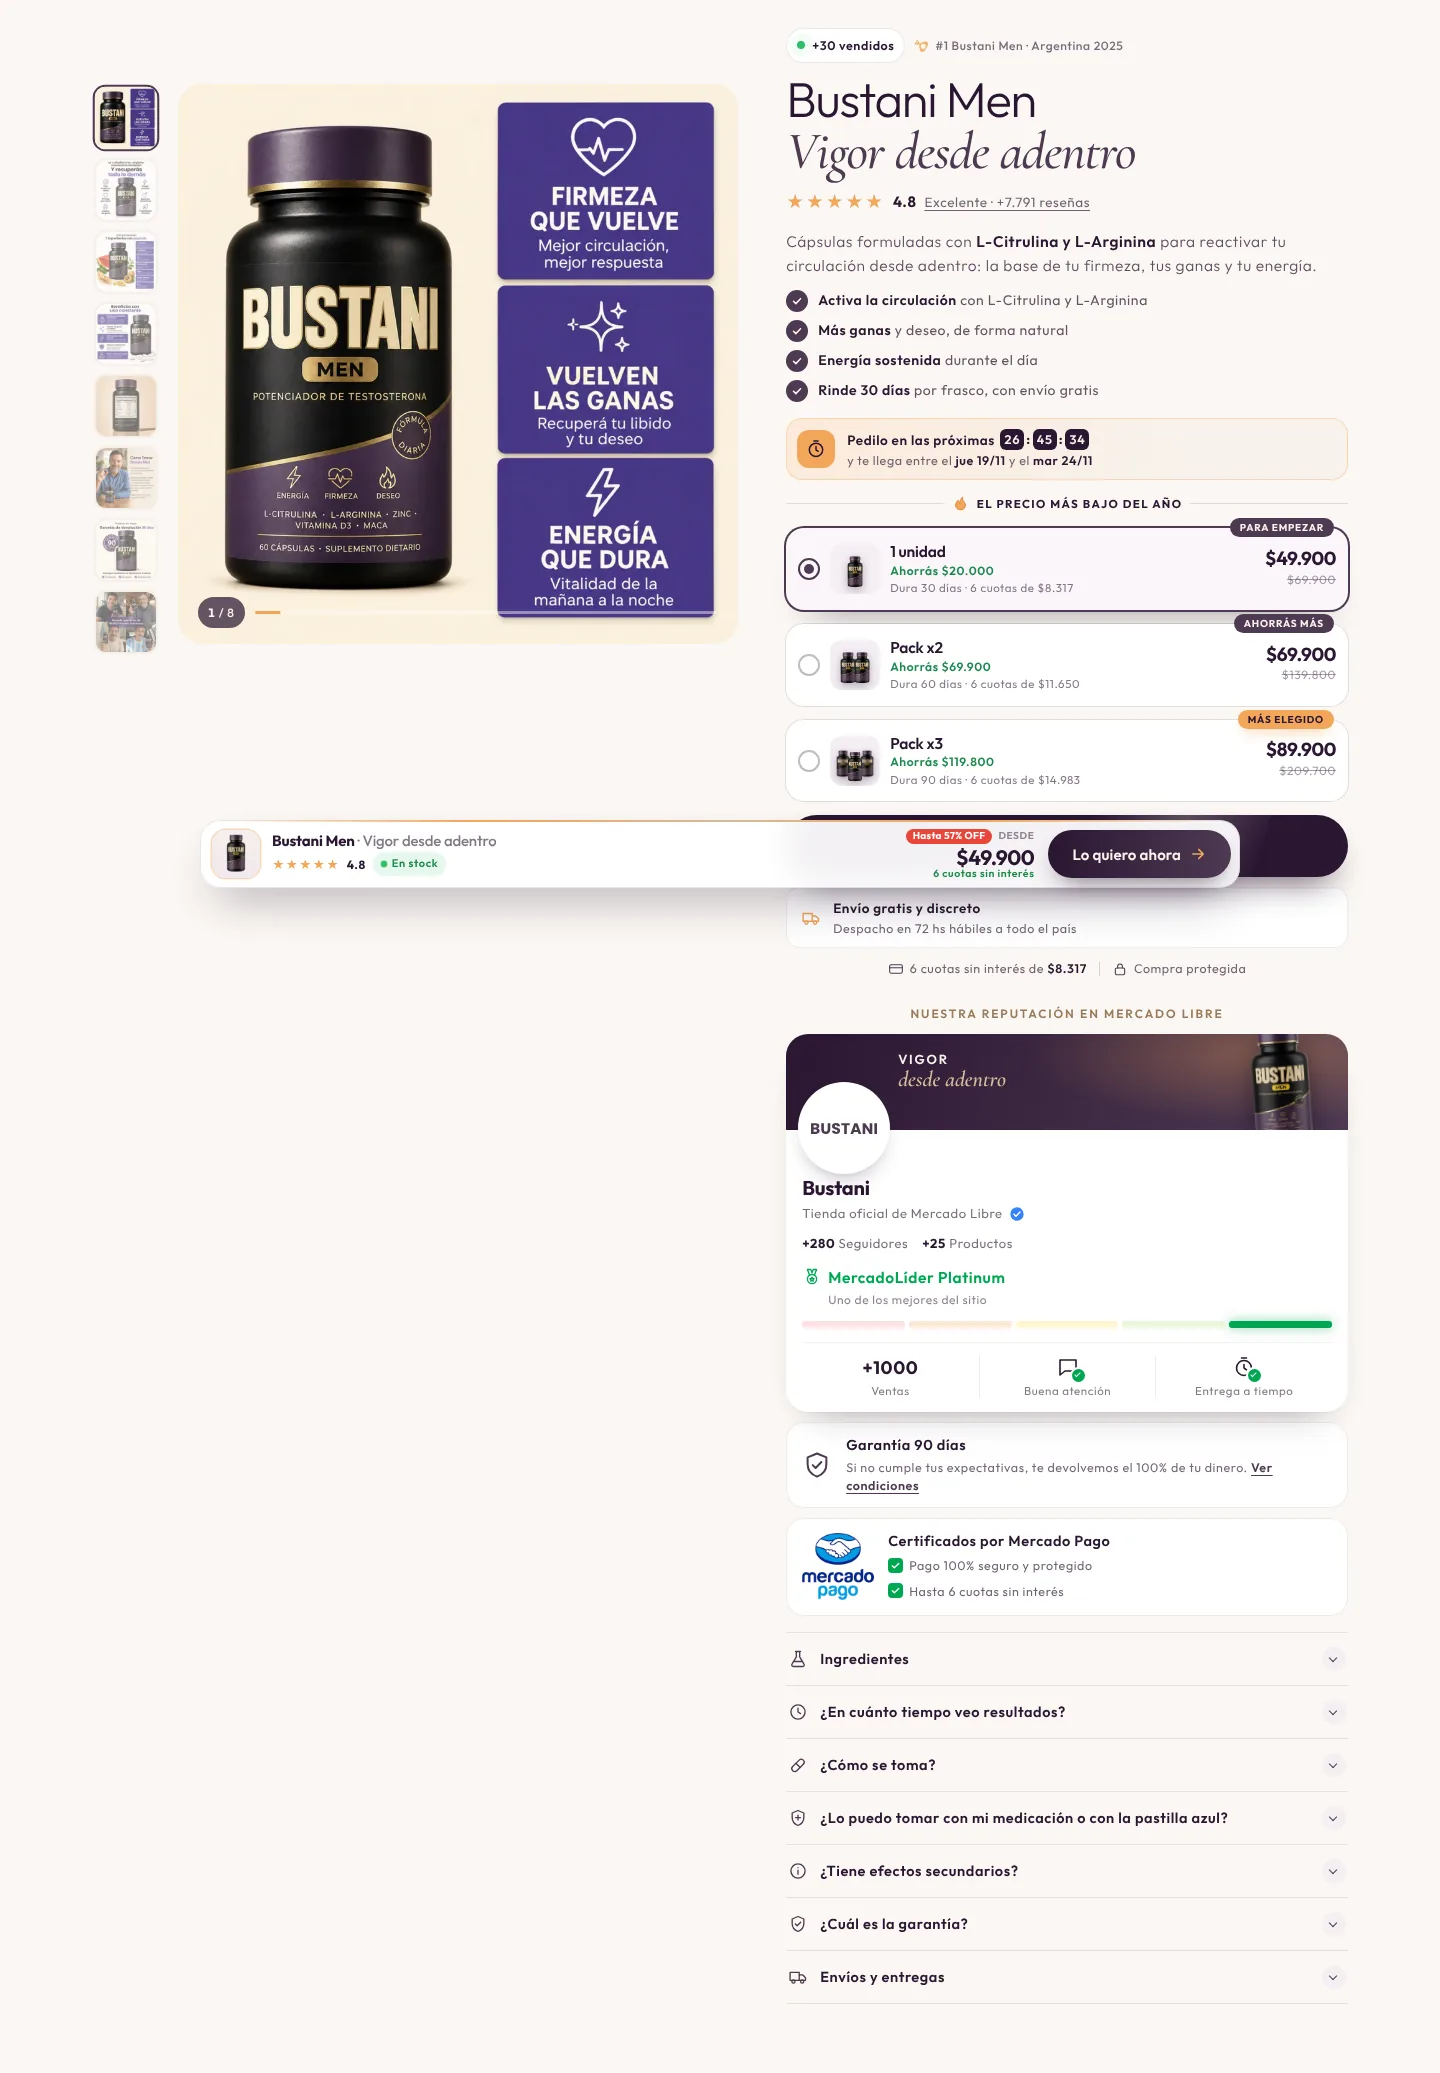 +30 vendidos
#1 Bustani Men · Argentina 2025
Bustani Men
Vigor desde adentro
4.8 Excelente · +7.791 reseñas
Cápsulas formuladas con L-Citrulina y L-Arginina para reactivar tu
circulación desde adentro: la base de tu firmeza, tus ganas y tu energía.
Activa la circulación con L-Citrulina y L-Arginina
Más ganas y deseo, de forma natural
Energía sostenida durante el día
Rinde 30 días por frasco, con envío gratis
BUSTANI
MEN
POTENCIADOR DE TESTOSTERONA
FÓRMULA
DIARIA
ENERGÍA
FIRMEZA
DESEO
L-CITRULINA · L-ARGININA · ZINC ·
VITAMINA D3 · MACA
60 CÁPSULAS · SUPLEMENTO DIETARIO
FIRMEZA
QUE VUELVE
Mejor circulación,
mejor respuesta
VUELVEN
LAS GANAS
Recuperá tu libido
y tu deseo
ENERGÍA
QUE DURA
Vitalidad de la
mañana a la noche
1 / 8
Pedilo en las próximas 26 : 45 : 34
y te llega entre el jue 19/11 y el mar 24/11
EL PRECIO MÁS BAJO DEL AÑO
PARA EMPEZAR
1 unidad
Ahorrás $20.000
Dura 30 días · 6 cuotas de $8.317
$49.900
$69.900
AHORRÁS MÁS
Pack x2
Ahorrás $69.900
Dura 60 días · 6 cuotas de $11.650
$69.900
$139.800
MÁS ELEGIDO
Pack x3
Ahorrás $119.800
Dura 90 días · 6 cuotas de $14.983
$89.900
$209.700
BUSTANI
Bustani Men · Vigor desde adentro
4.8 En stock
Hasta 57% OFF DESDE
$49.900
6 cuotas sin interés
Lo quiero ahora
Envío gratis y discreto
Despacho en 72 hs hábiles a todo el país
6 cuotas sin interés de $8.317
Compra protegida
NUESTRA REPUTACIÓN EN MERCADO LIBRE
VIGOR
desde adentro
BUSTANI
MEN
BUSTANI
Bustani
Tienda oficial de Mercado Libre
+280 Seguidores +25 Productos
MercadoLíder Platinum
Uno de los mejores del sitio
+1000
Ventas
Buena atención
Entrega a tiempo
Garantía 90 días
Si no cumple tus expectativas, te devolvemos el 100% de tu dinero. Ver
condiciones
mercado
pago
Certificados por Mercado Pago
Pago 100% seguro y protegido
Hasta 6 cuotas sin interés
Ingredientes
¿En cuánto tiempo veo resultados?
¿Cómo se toma?
¿Lo puedo tomar con mi medicación o con la pastilla azul?
¿Tiene efectos secundarios?
¿Cuál es la garantía?
Envíos y entregas